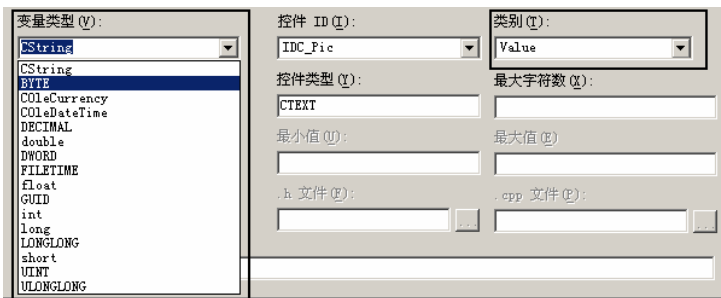 变量类型(V):
控件 ID(I):
类别(T):
CString
IDC_Pic
Value
CString
BYTE
COleCurrency
COleDateTime
DECIMAL
double
DWORD
FILETIME
float
GUID
int
long
LONGLONG
short
UINT
ULONGLONG
控件类型(Y):
最大字符数(X):
CTEXT
最小值(U):
最大值(E)
.h 文件(F):
.cpp 文件(P):
...
...